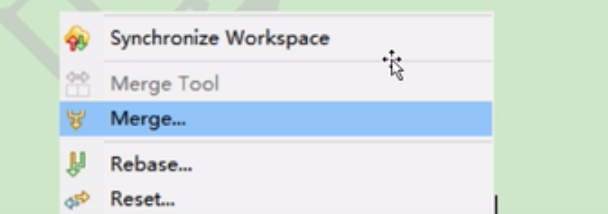 Synchronize Workspace
Merge Tool
Merge...
Rebase...
Reset...